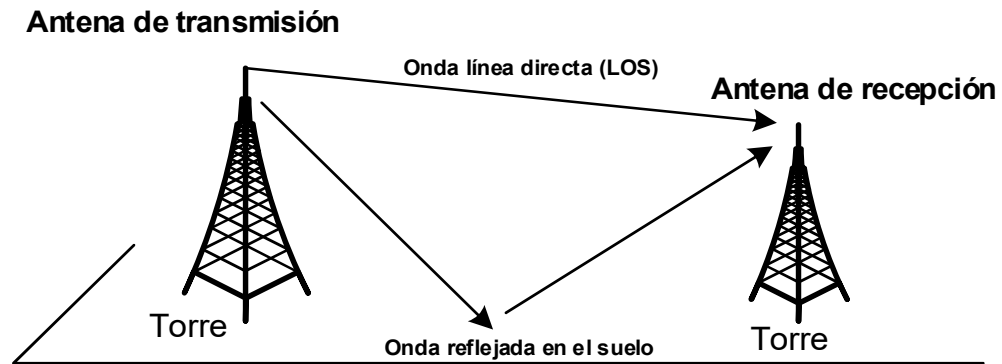 Antena de transmisión
Onda línea directa (LOS)
Antena de recepción
Torre
Onda reflejada en el suelo
Torre